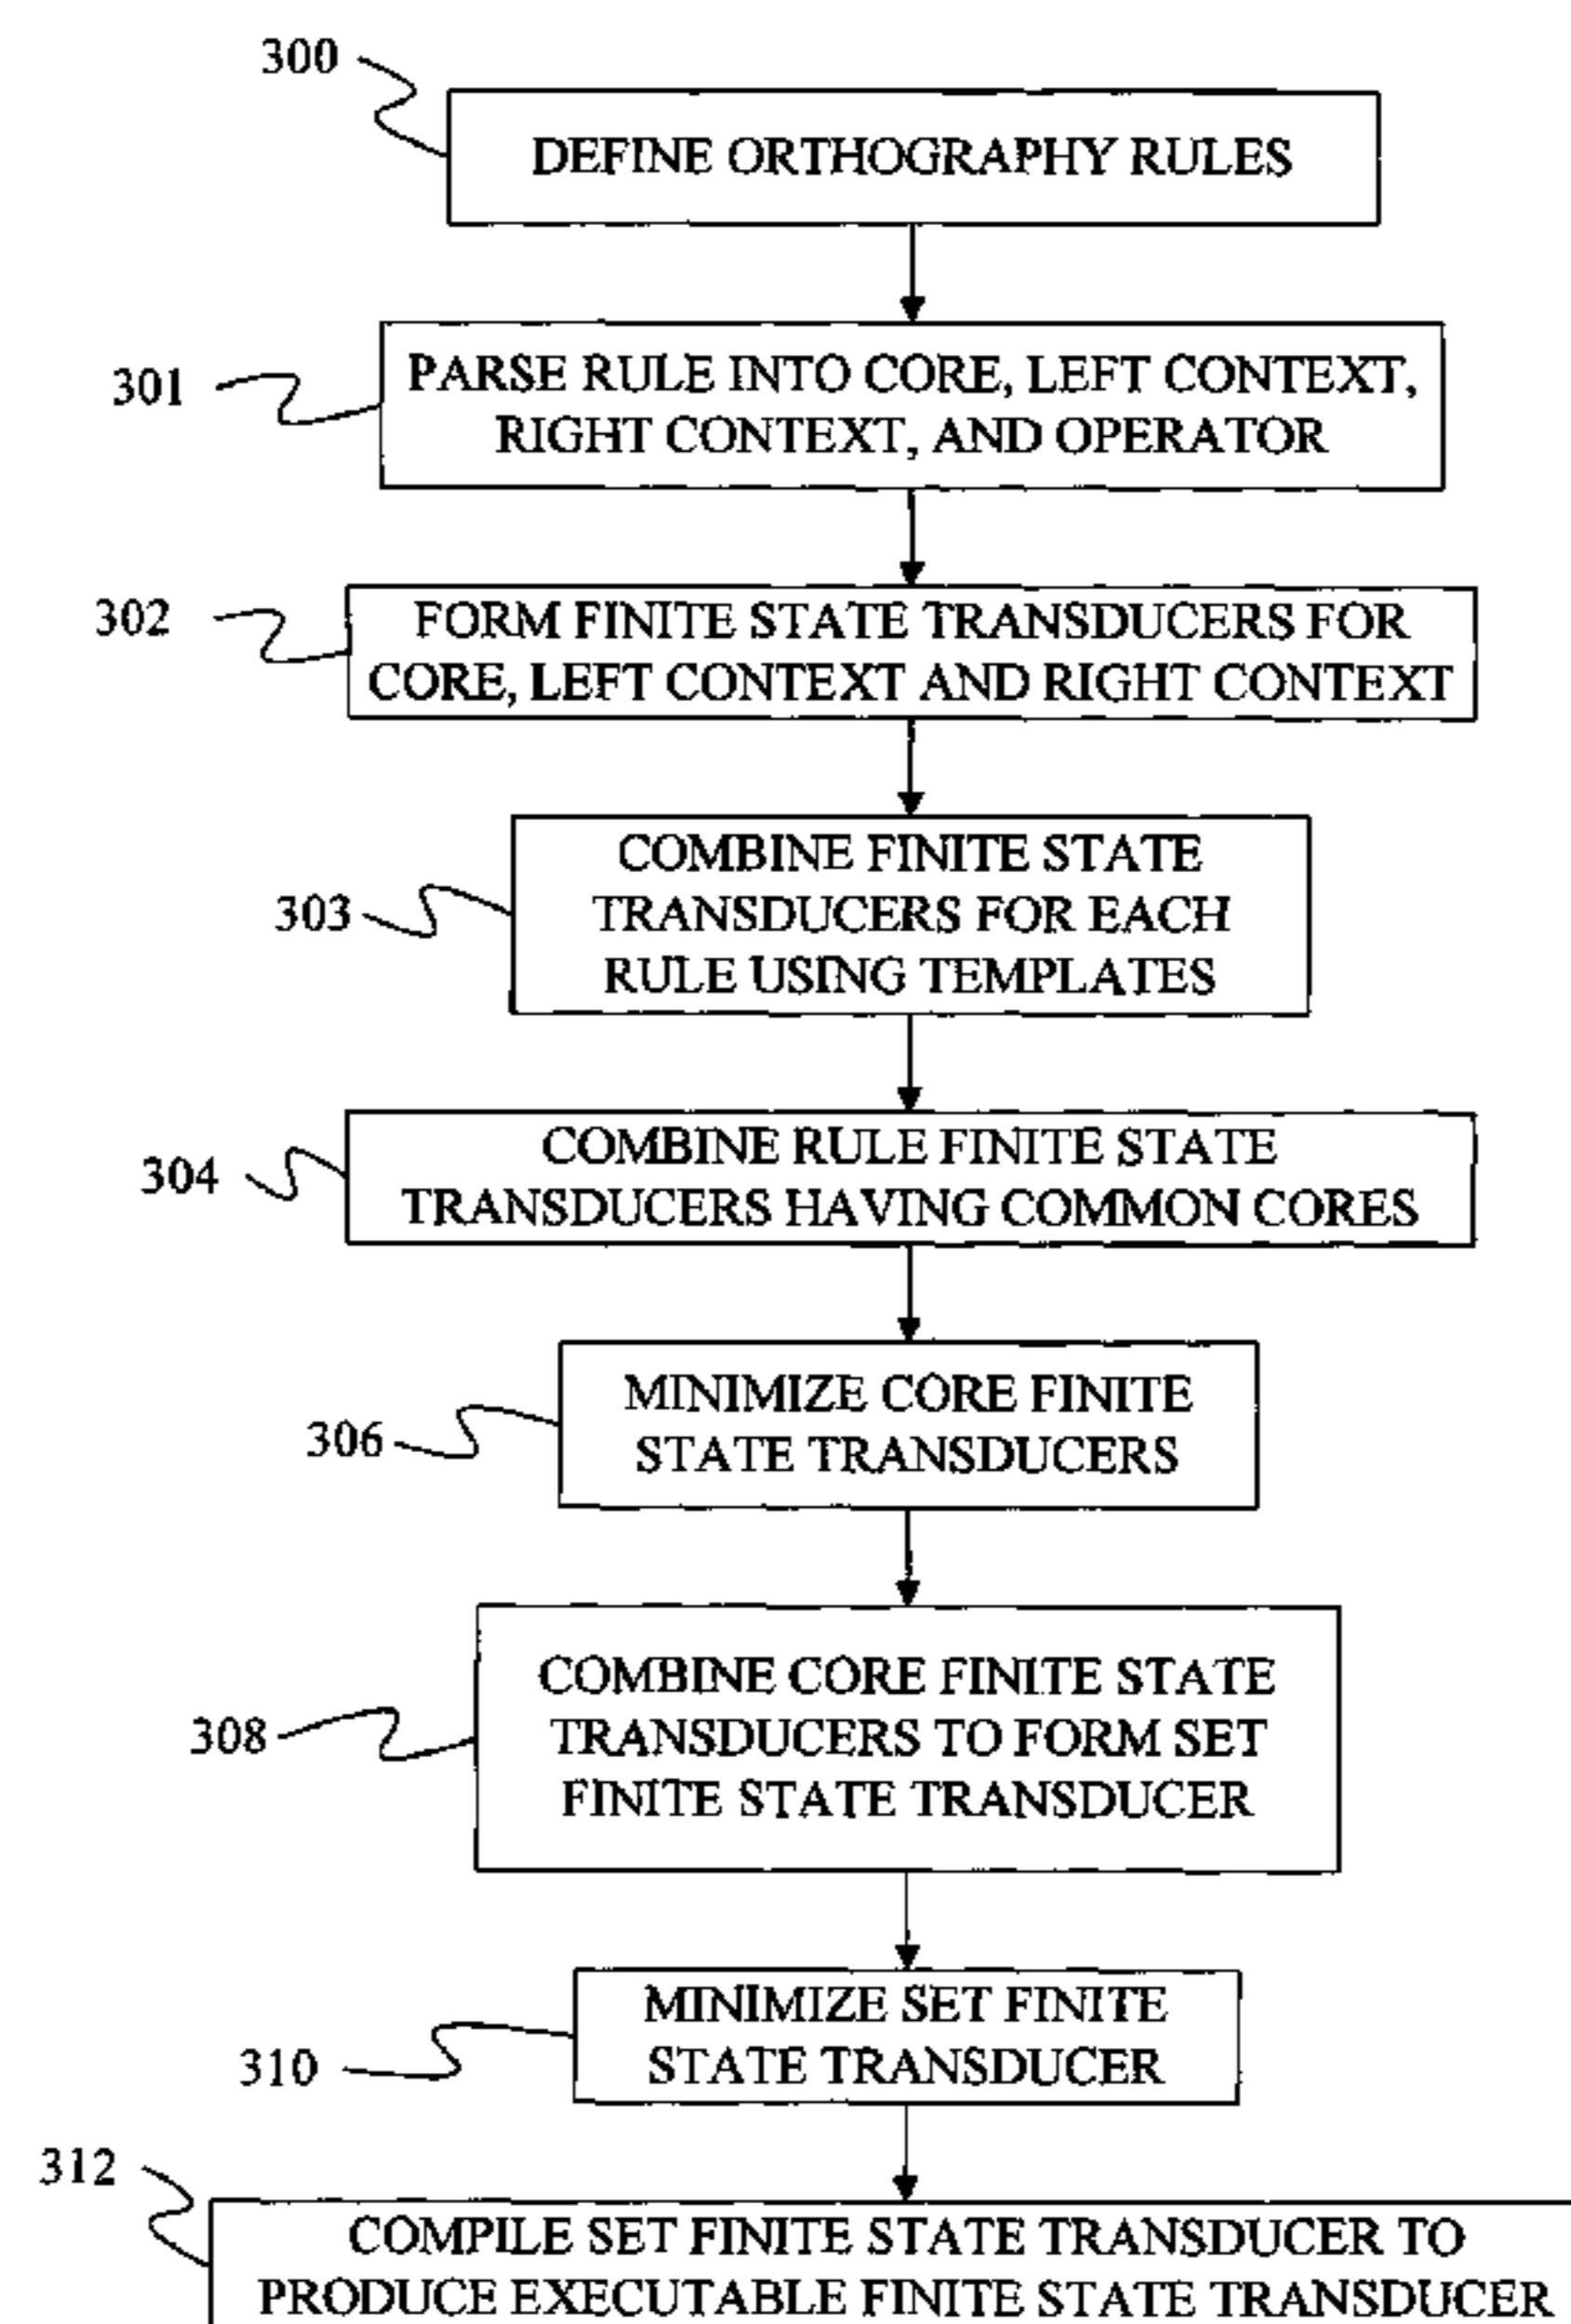 300
DEFINE ORTHOGRAPHY RULES
301
PARSE RULE INTO CORE, LEFT CONTEXT,
RIGHT CONTEXT, AND OPERATOR
302
FORM FINITE STATE TRANSDUCERS FOR
CORE, LEFT CONTEXT AND RIGHT CONTEXT
303
COMBINE FINITE STATE
TRANSDUCERS FOR EACH
RULE USING TEMPLATES
304
COMBINE RULE FINITE STATE
TRANSDUCERS HAVING COMMON CORES
306
MINIMIZE CORE FINITE
STATE TRANSDUCERS
308
COMBINE CORE FINITE STATE
TRANSDUCERS TO FORM SET
FINITE STATE TRANSDUCER
310
MINIMIZE SET FINITE
STATE TRANSDUCER
312
COMPILE SET FINITE STATE TRANSDUCER TO
PRODUCE EXECUTABLE FINITE STATE TRANSDUCER